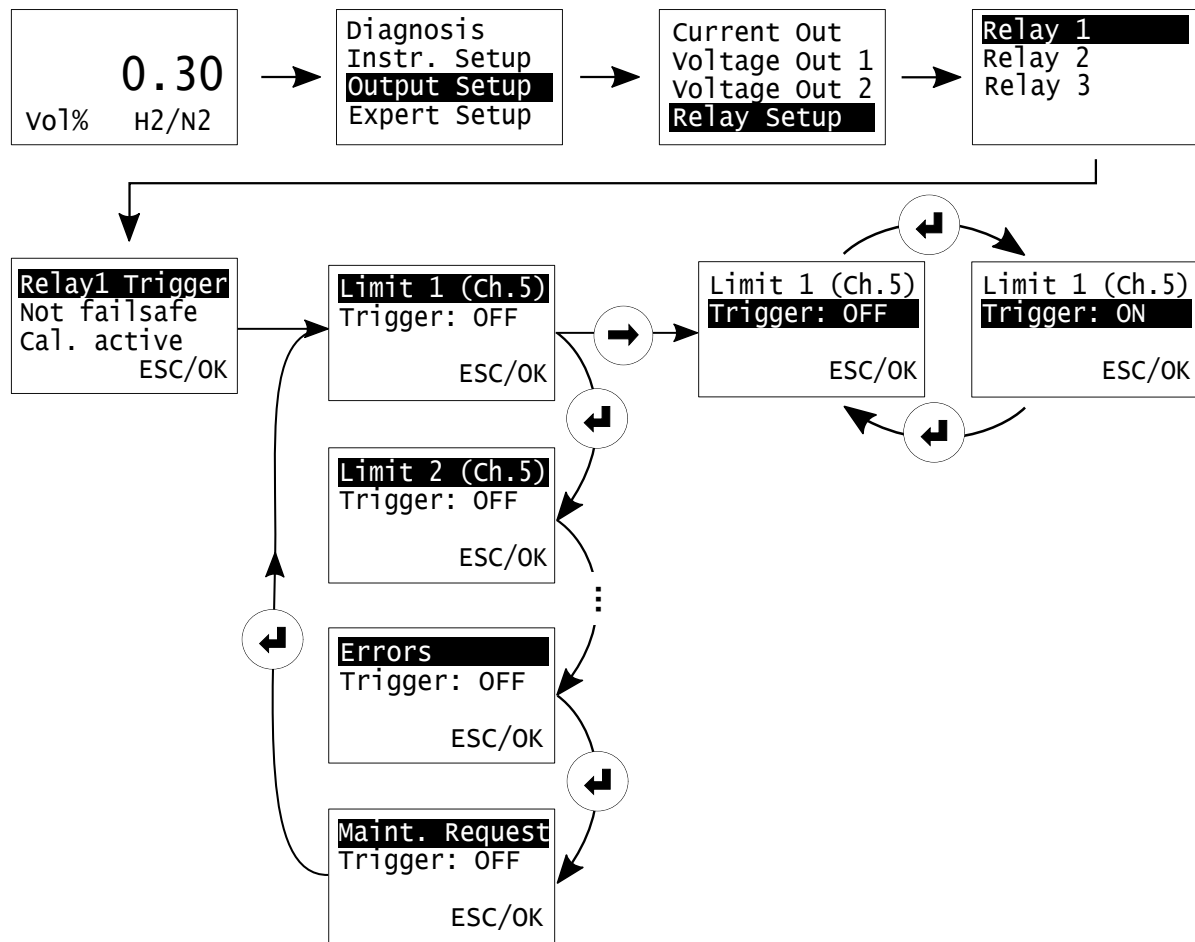 0.30
Vol% H2/N2
Diagnosis
Instr. Setup
Output Setup
Expert Setup
Current Out
Voltage Out 1
Voltage Out 2
Relay Setup
Relay 1
Relay 2
Relay 3
Relay1 Trigger
Not failsafe
Cal. active
ESC/OK
Limit 1 (Ch.5)
Trigger: OFF
ESC/OK
Limit 1 (Ch.5)
Trigger: OFF
ESC/OK
Limit 1 (Ch.5)
Trigger: ON
ESC/OK
Limit 2 (Ch.5)
Trigger: OFF
ESC/OK
...
Errors
Trigger: OFF
ESC/OK
Maint. Request
Trigger: OFF
ESC/OK